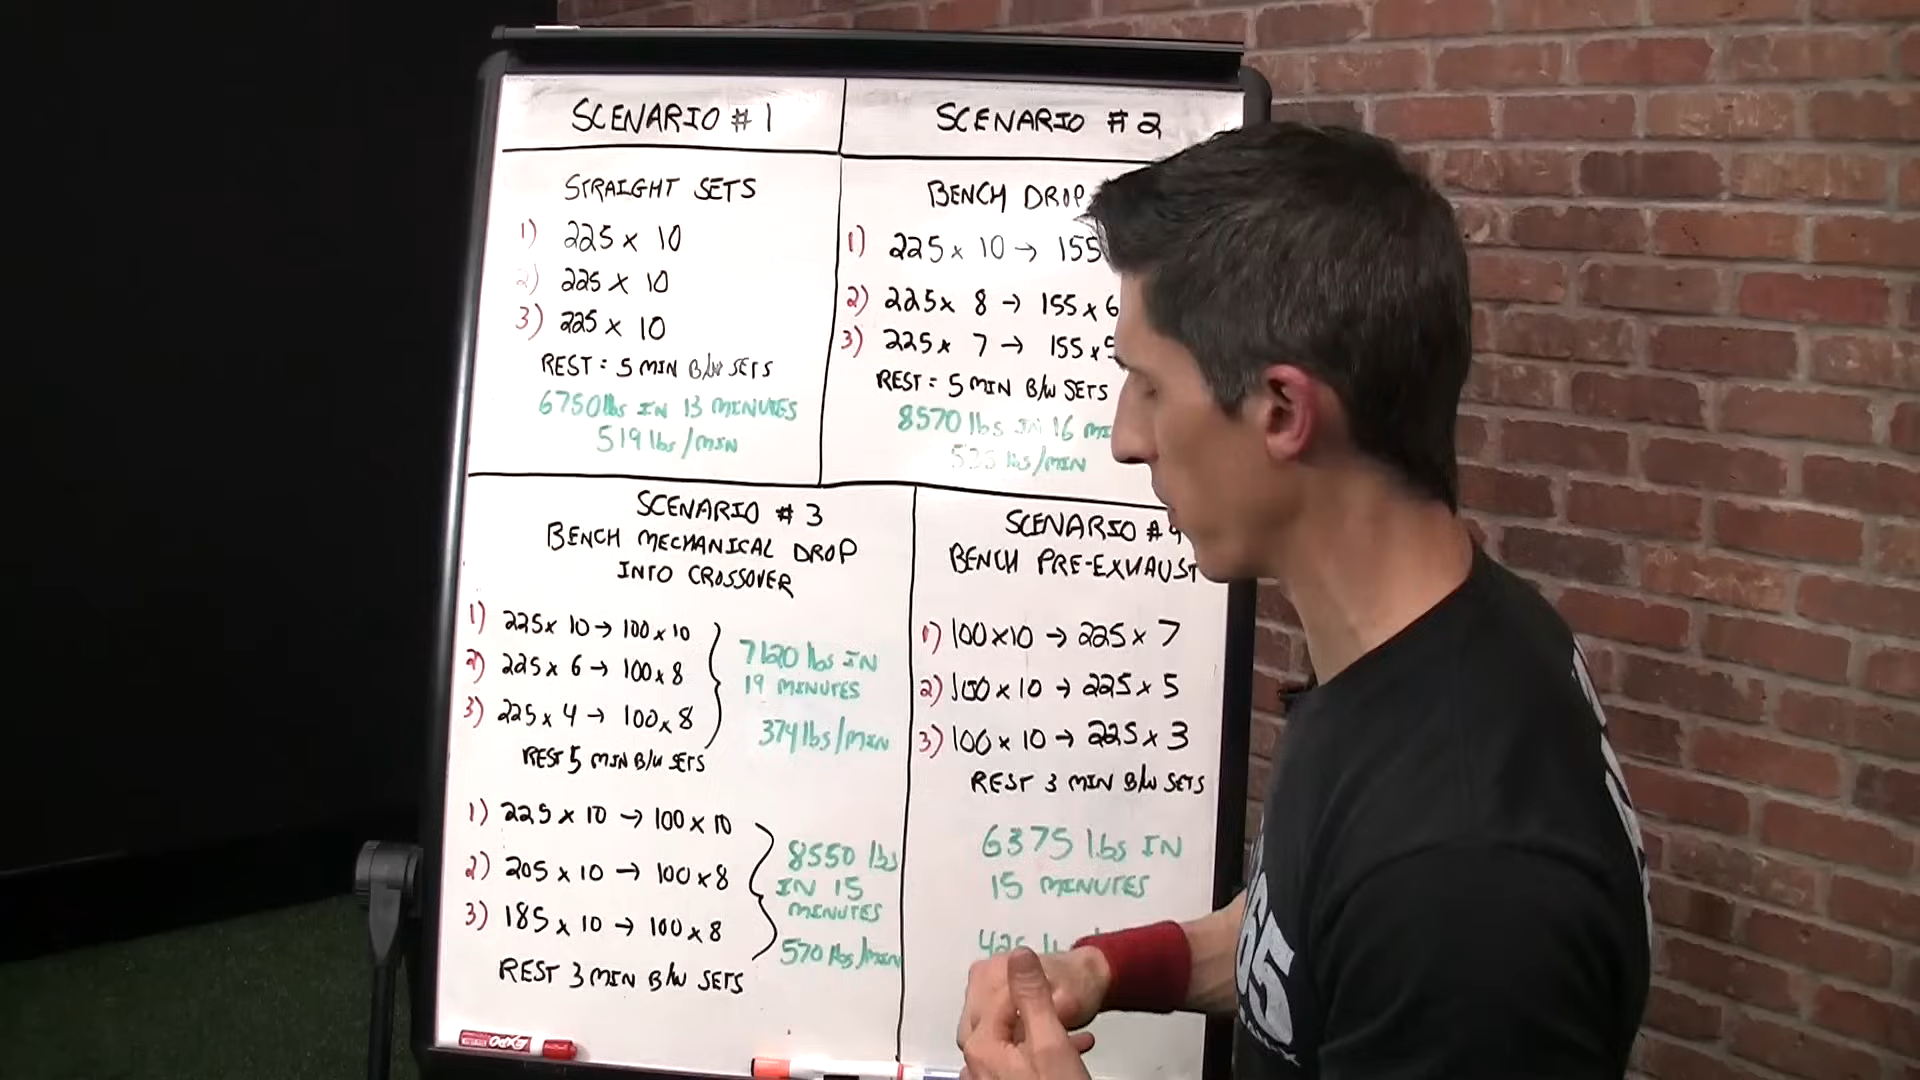 SCENARIO #1
STRAIGHT SETS
1) 225 x 10
2) 225 x 10
3) 225 x 10
REST = 5 MIN B/W SETS
6750 lbs IN 13 MINUTES
519 lbs/MIN
SCENARIO #2
BENCH DROP
1) 225 x 10 → 155
2) 225 x 8 → 155 x 6
3) 225 x 7 → 155 x 5
REST = 5 MIN B/W SETS
8570 lbs IN 16
lbs/MIN
SCENARIO #3
BENCH MECHANICAL DROP
INTO CROSSOVER
1) 225 x 10 → 100 x 10
2) 225 x 6 → 100 x 8
3) 225 x 4 → 100 x 8
REST 5 MIN B/W SETS
7120 lbs IN
19 MINUTES
374 lbs/MIN
1) 225 x 10 → 100 x 10
2) 205 x 10 → 100 x 8
3) 185 x 10 → 100 x 8
REST 3 MIN B/W SETS
8550 lbs
IN 15
MINUTES
570 lbs/MIN
SCENARIO #4
BENCH PRE-EXHAUST
1) 100 x 10 → 225 x 7
2) 100 x 10 → 225 x 5
3) 100 x 10 → 225 x 3
REST 3 MIN B/W SETS
6375 lbs IN
15 MINUTES
425
EXPO